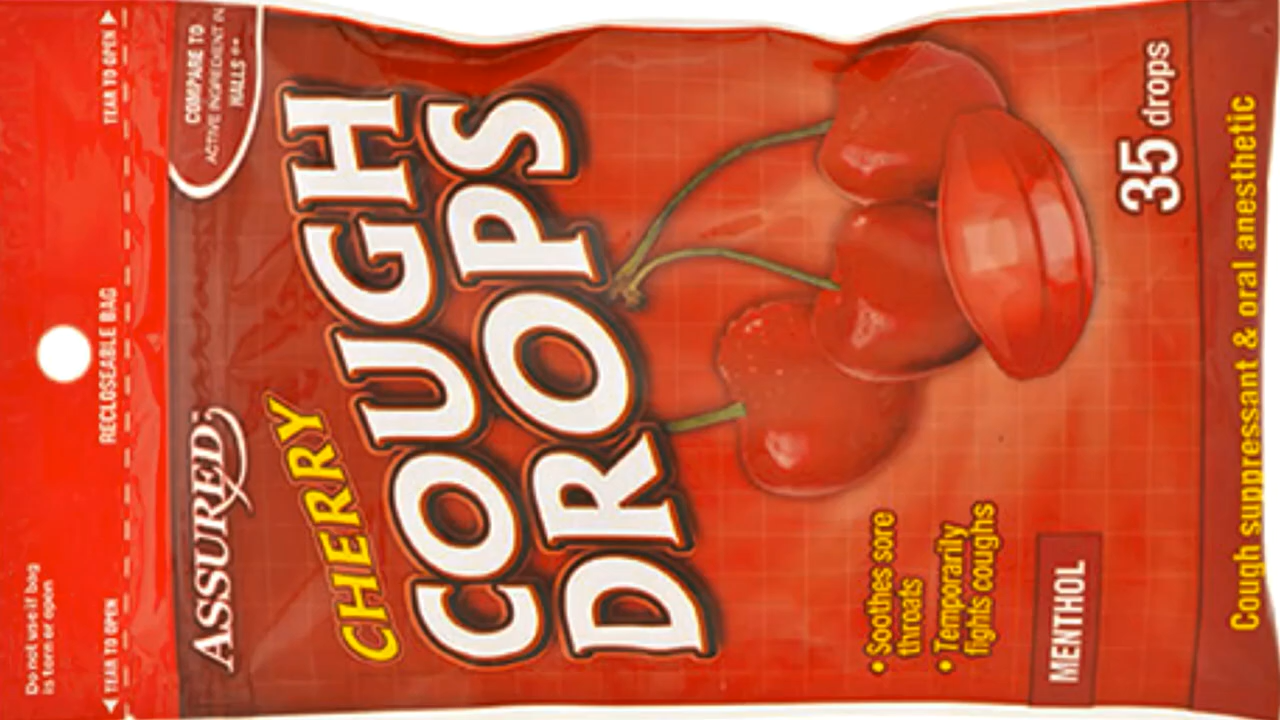 Do not use if bag
is torn or open
RECLOSEABLE BAG
TEAR TO OPEN
TEAR TO OPEN
COMPARE TO
ACTIVE INGREDIENT IN
HALLS®**
ASSURED™
CHERRY
COUGH
DROPS
• Soothes sore
throats
• Temporarily
fights coughs
MENTHOL
35 drops
Cough suppressant & oral anesthetic